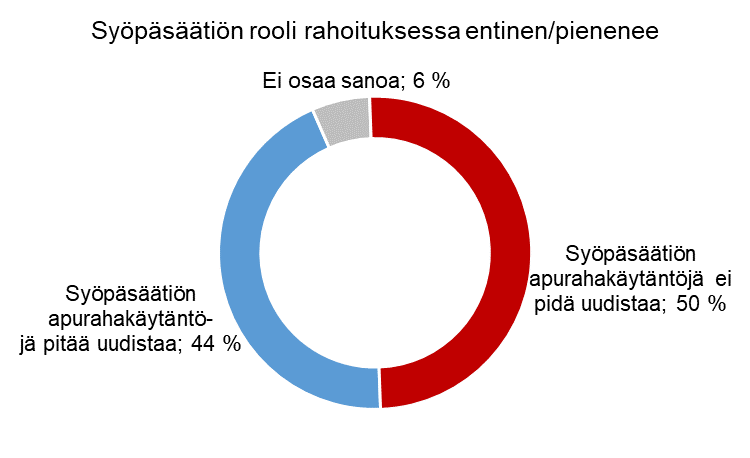 Syöpäsäätiön rooli rahoituksessa entinen/pienenee
Ei osaa sanoa; 6 %
Syöpäsäätiön
apurahakäytäntöjä ei
pidä uudistaa; 50 %
Syöpäsäätiön
apurahakäytäntö-
jä pitää uudistaa; 44 %